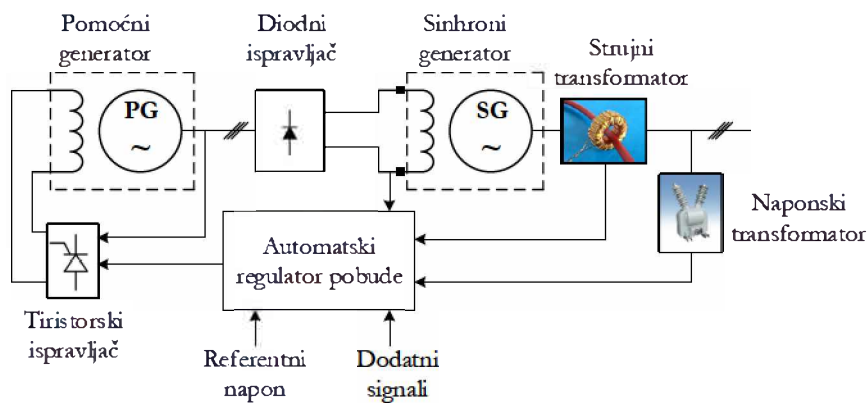 Pomoćni
generator
Diodni
ispravljač
Sinhroni
generator
Strujni
transformator
PG
~
SG
~
Naponski
transformator
Automatski
regulator pobude
Tiristorski
ispravljač
Referentni
napon
Dodatni
signali